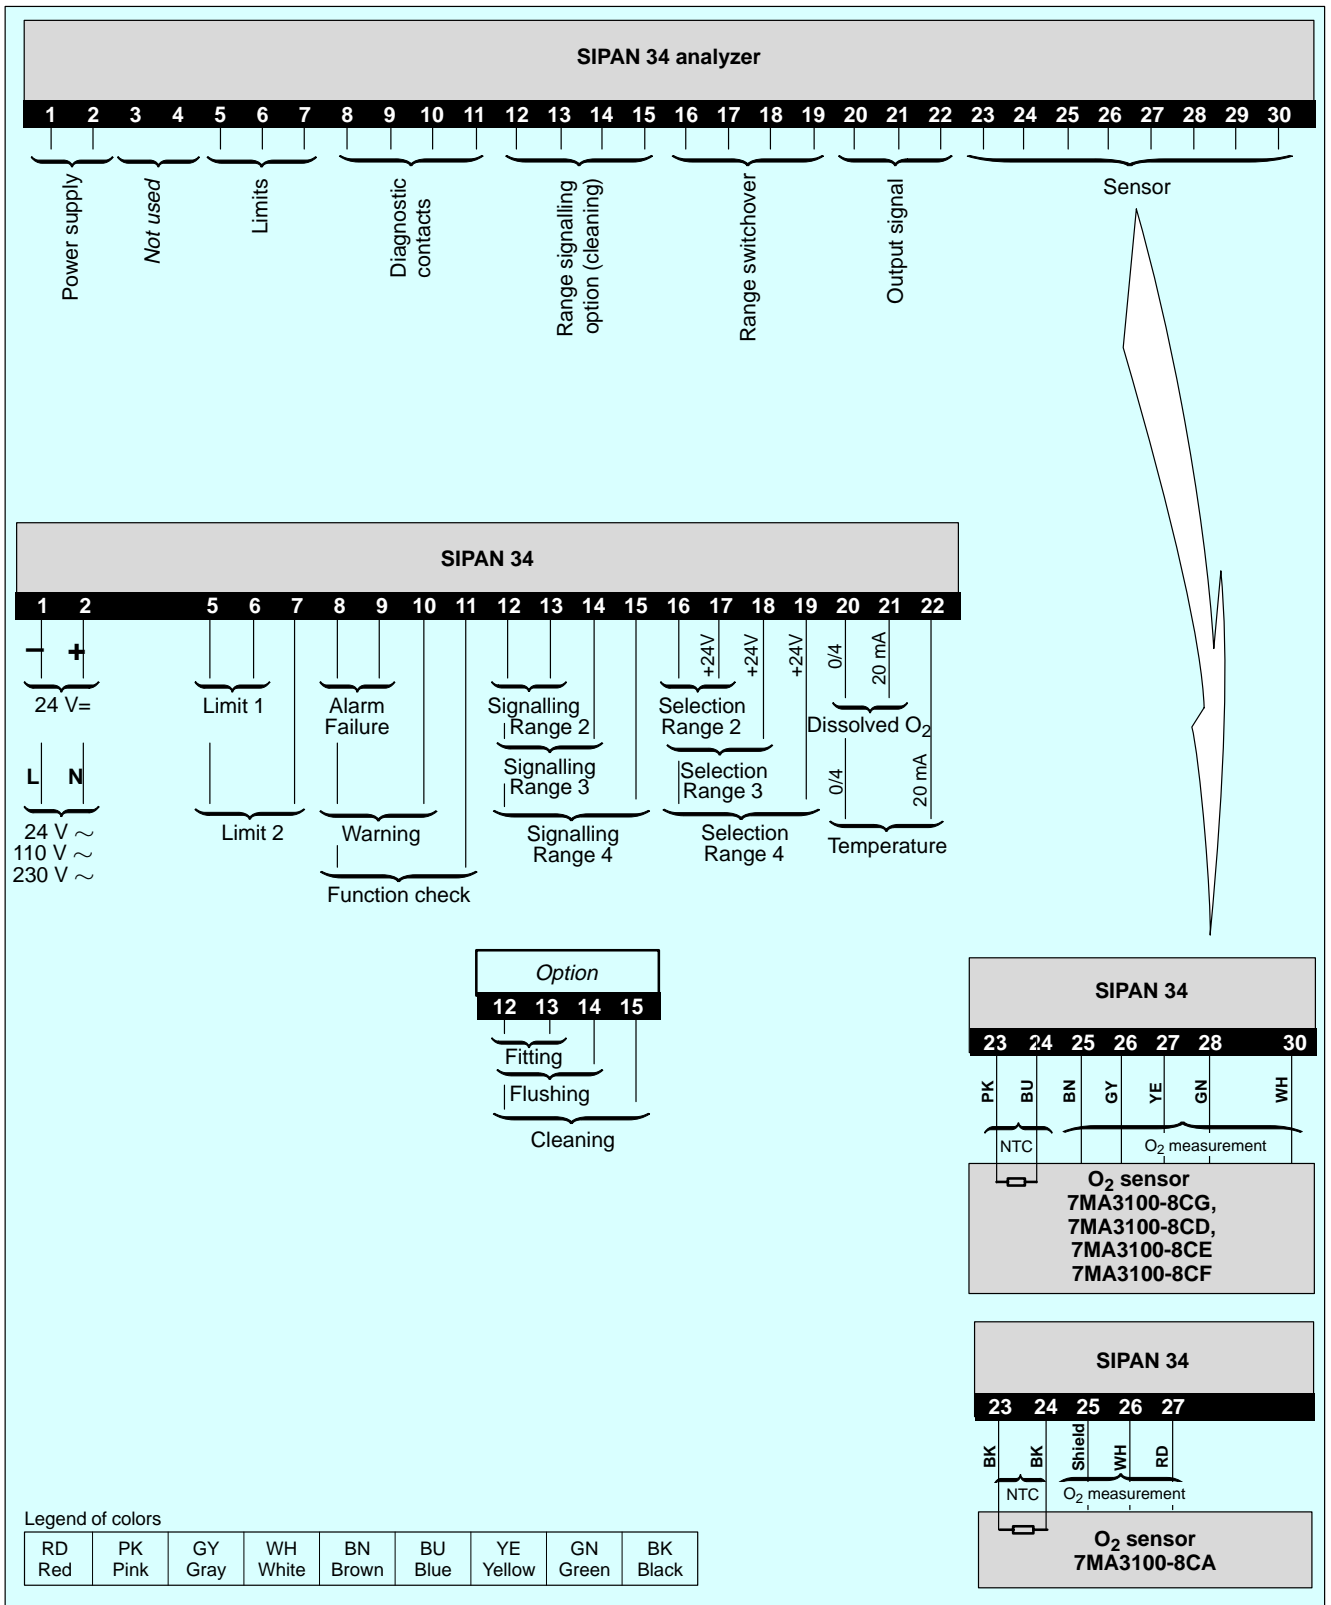 SIPAN 34 analyzer
1 2 3 4 5 6 7 8 9 10 11 12 13 14 15 16 17 18 19 20 21 22 23 24 25 26 27 28 29 30
Power supply
Not used
Limits
Diagnostic
contacts
Range signalling
option (cleaning)
Range switchover
Output signal
Sensor
SIPAN 34
1 2 5 6 7 8 9 10 11 12 13 14 15 16 17 18 19 20 21 22
− +
+24V +24V +24V 0/4 20 mA
24 V=
Limit 1
Alarm
Failure
Signalling
Range 2
Selection
Range 2
Dissolved O2
L N
Signalling
Range 3
Selection
Range 3
0/4 20 mA
24 V ~
110 V ~
230 V ~
Limit 2
Warning
Signalling
Range 4
Selection
Range 4
Temperature
Function check
Option
12 13 14 15
Fitting
Flushing
Cleaning
SIPAN 34
23 24 25 26 27 28 30
PK BU BN GY YE GN WH
NTC O2 measurement
O2 sensor
7MA3100-8CG,
7MA3100-8CD,
7MA3100-8CE
7MA3100-8CF
SIPAN 34
23 24 25 26 27
BK BK Shield WH RD
NTC O2 measurement
O2 sensor
7MA3100-8CA
Legend of colors
RD PK GY WH BN BU YE GN BK
Red Pink Gray White Brown Blue Yellow Green Black